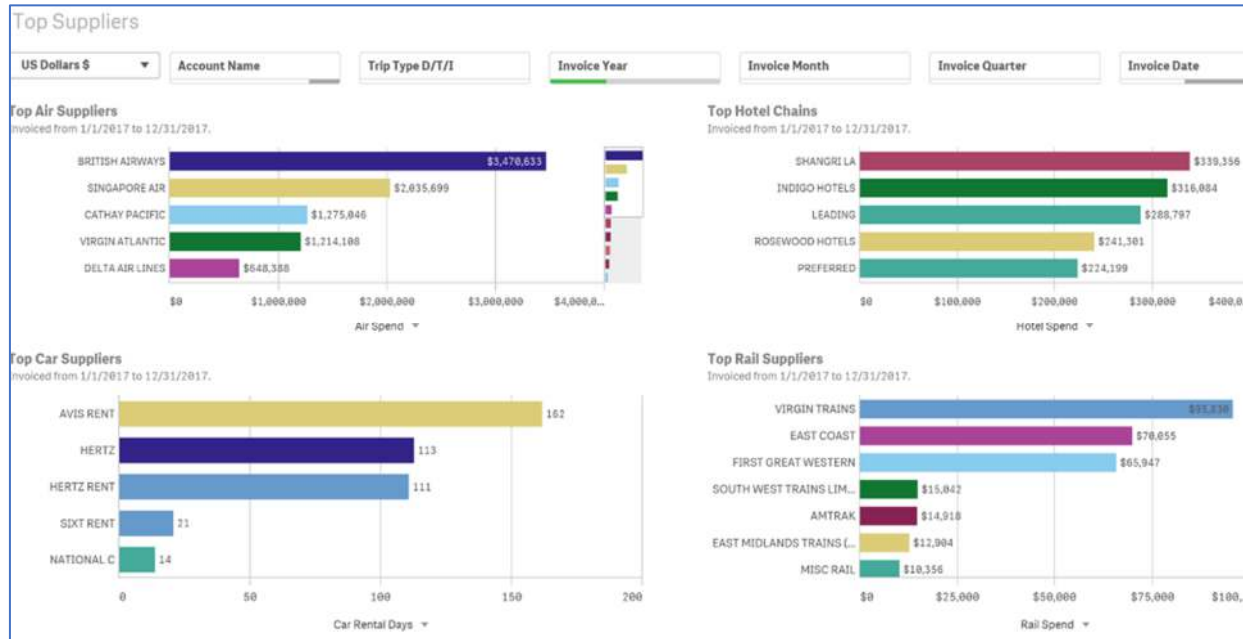 Top Suppliers
US Dollars $
Account Name
Trip Type D/T/I
Invoice Year
Invoice Month
Invoice Quarter
Invoice Date
Top Air Suppliers
Invoiced from 1/1/2017 to 12/31/2017.
BRITISH AIRWAYS $3,470,633
SINGAPORE AIR $2,035,699
CATHAY PACIFIC $1,275,046
VIRGIN ATLANTIC $1,214,108
DELTA AIR LINES $648,388
$0 $1,000,000 $2,000,000 $3,000,000 $4,000,0...
Air Spend
Top Hotel Chains
Invoiced from 1/1/2017 to 12/31/2017.
SHANGRI LA $339,356
INDIGO HOTELS $316,084
LEADING $288,797
ROSEWOOD HOTELS $241,301
PREFERRED $224,199
$0 $100,000 $200,000 $300,000 $400,0
Hotel Spend
Top Car Suppliers
Invoiced from 1/1/2017 to 12/31/2017.
AVIS RENT 162
HERTZ 113
HERTZ RENT 111
SIXT RENT 21
NATIONAL C 14
0 50 100 150 200
Car Rental Days
Top Rail Suppliers
Invoiced from 1/1/2017 to 12/31/2017.
VIRGIN TRAINS
EAST COAST $70,055
FIRST GREAT WESTERN $65,947
SOUTH WEST TRAINS LIM... $15,042
AMTRAK $14,918
EAST MIDLANDS TRAINS (... $12,904
MISC RAIL $10,356
$0 $25,000 $50,000 $75,000 $100,
Rail Spend